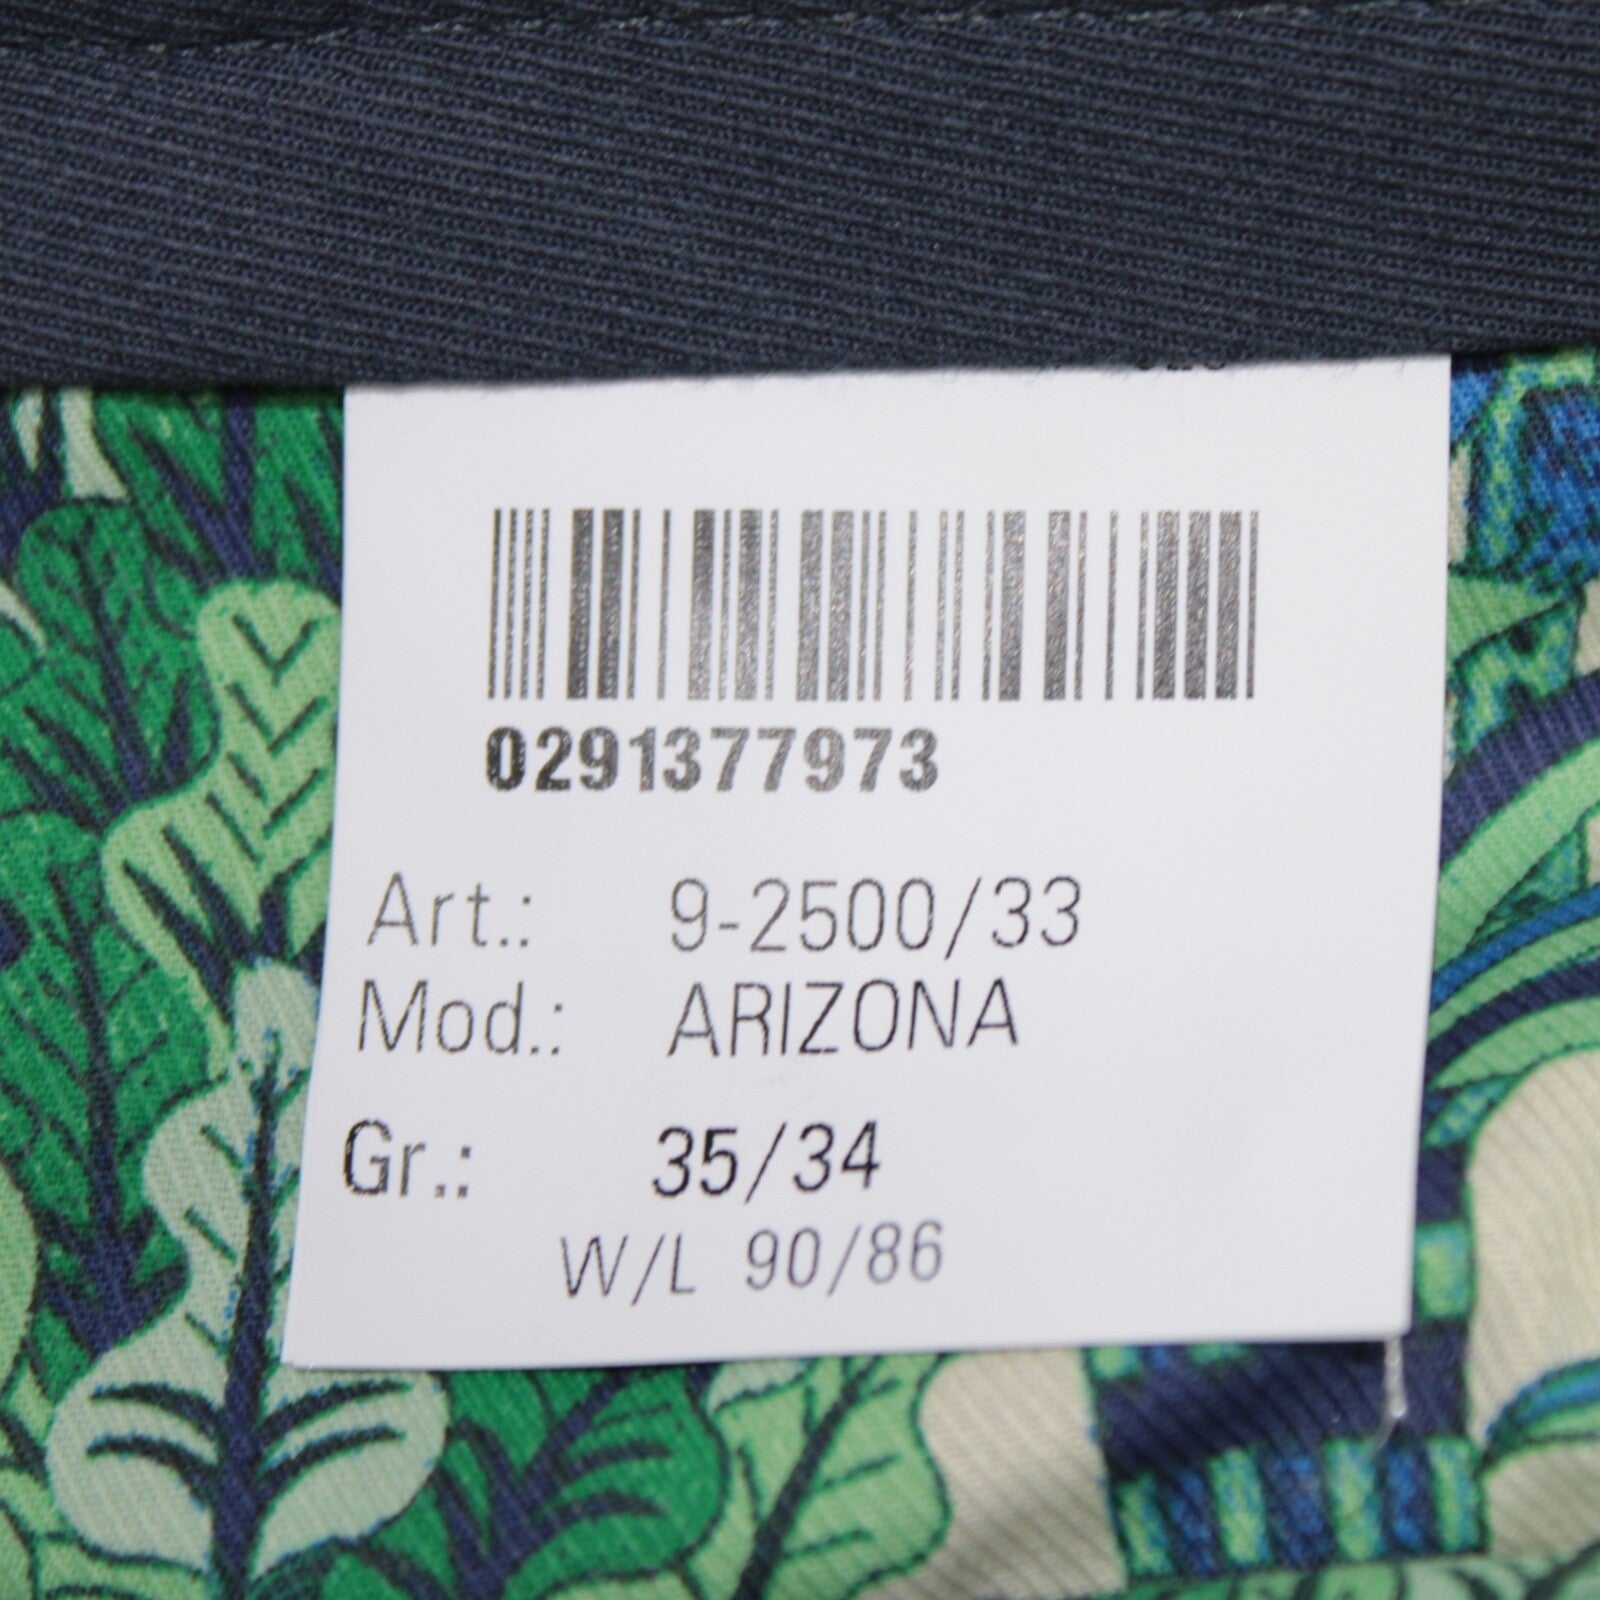 0291377973
Art.: 9-2500/33
Mod.: ARIZONA
Gr.: 35/34
W/L 90/86